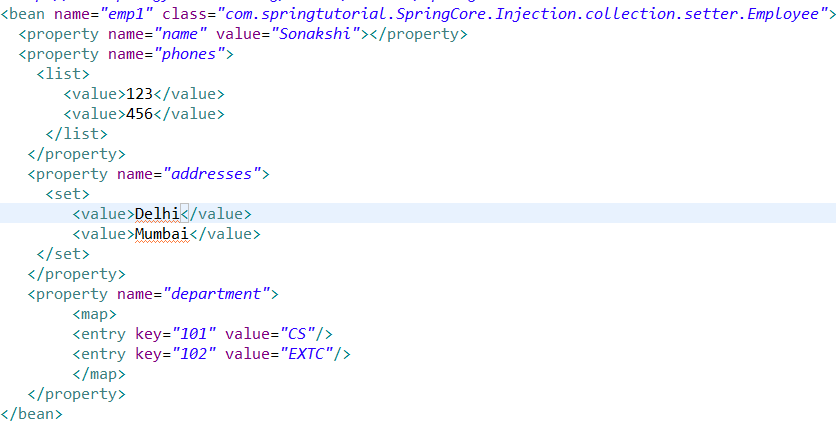 <bean name="emp1" class="com.springtutorial.SpringCore.Injection.collection.setter.Employee">
<property name="name" value="Sonakshi"></property>
<property name="phones">
<list>
<value>123</value>
<value>456</value>
</list>
</property>
<property name="addresses">
<set>
<value>Delhi</value>
<value>Mumbai</value>
</set>
</property>
<property name="department">
<map>
<entry key="101" value="CS"/>
<entry key="102" value="EXTC"/>
</map>
</property>
</bean>